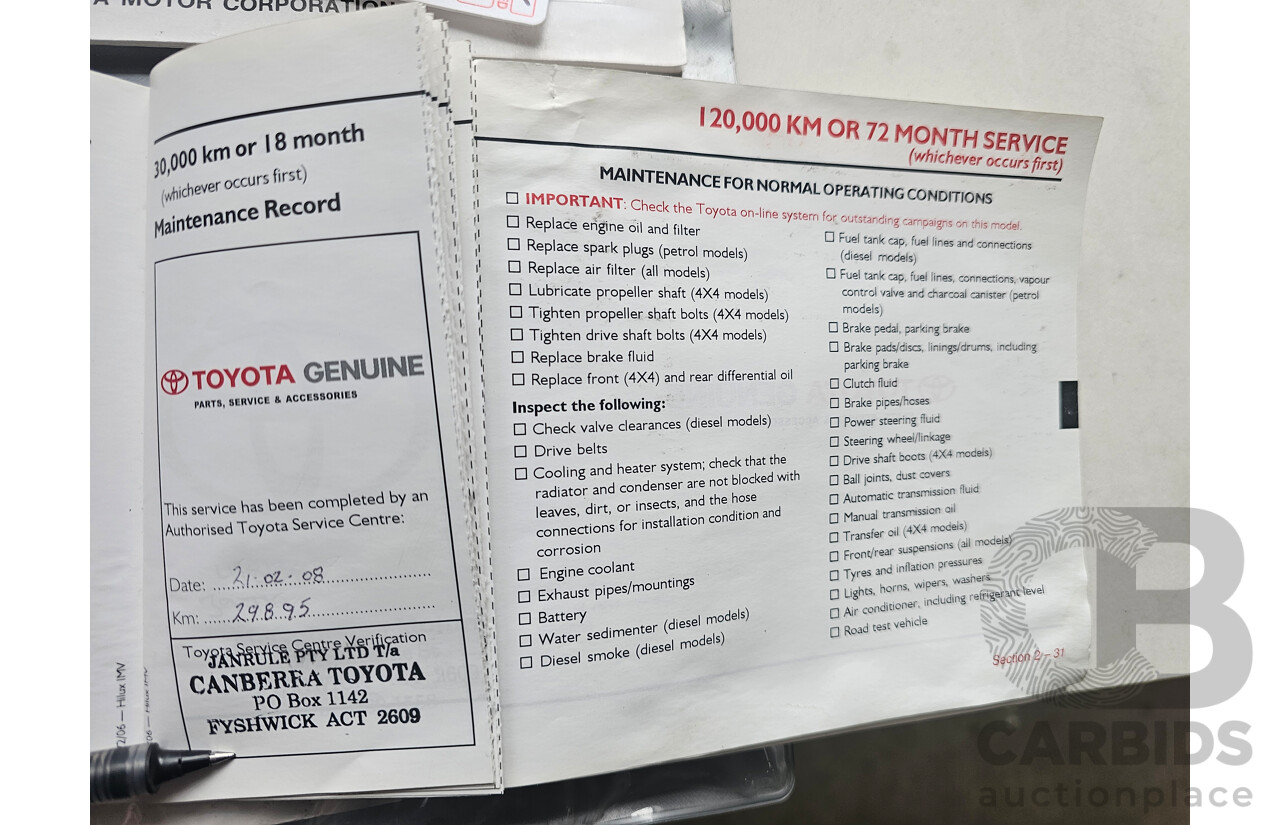 A MOTOR CORPORATION
30,000 km or 18 month
(whichever occurs first)
Maintenance Record
TOYOTA GENUINE
PARTS, SERVICE & ACCESSORIES
This service has been completed by an
Authorised Toyota Service Centre:
Date: 21.02.08
Km: 29895
Toyota Service Centre Verification
JANRULE PTY LTD T/a
CANBERRA TOYOTA
PO Box 1142
FYSHWICK ACT 2609
2/06 — Hilux IMV
120,000 KM OR 72 MONTH SERVICE
(whichever occurs first)
MAINTENANCE FOR NORMAL OPERATING CONDITIONS
IMPORTANT: Check the Toyota on-line system for outstanding campaigns on this model.
Replace engine oil and filter
Replace spark plugs (petrol models)
Replace air filter (all models)
Lubricate propeller shaft (4X4 models)
Tighten propeller shaft bolts (4X4 models)
Tighten drive shaft bolts (4X4 models)
Replace brake fluid
Replace front (4X4) and rear differential oil
Inspect the following:
Check valve clearances (diesel models)
Drive belts
Cooling and heater system; check that the
radiator and condenser are not blocked with
leaves, dirt, or insects, and the hose
connections for installation condition and
corrosion
Engine coolant
Exhaust pipes/mountings
Battery
Water sedimenter (diesel models)
Diesel smoke (diesel models)
Fuel tank cap, fuel lines and connections
(diesel models)
Fuel tank cap, fuel lines, connections, vapour
control valve and charcoal canister (petrol
models)
Brake pedal, parking brake
Brake pads/discs, linings/drums, including
parking brake
Clutch fluid
Brake pipes/hoses
Power steering fluid
Steering wheel/linkage
Drive shaft boots (4X4 models)
Ball joints, dust covers
Automatic transmission fluid
Manual transmission oil
Transfer oil (4X4 models)
Front/rear suspensions (all models)
Tyres and inflation pressures
Lights, horns, wipers, washers
Air conditioner, including refrigerant level
Road test vehicle
Section 2 – 31
CB
CARBIDS
auctionplace